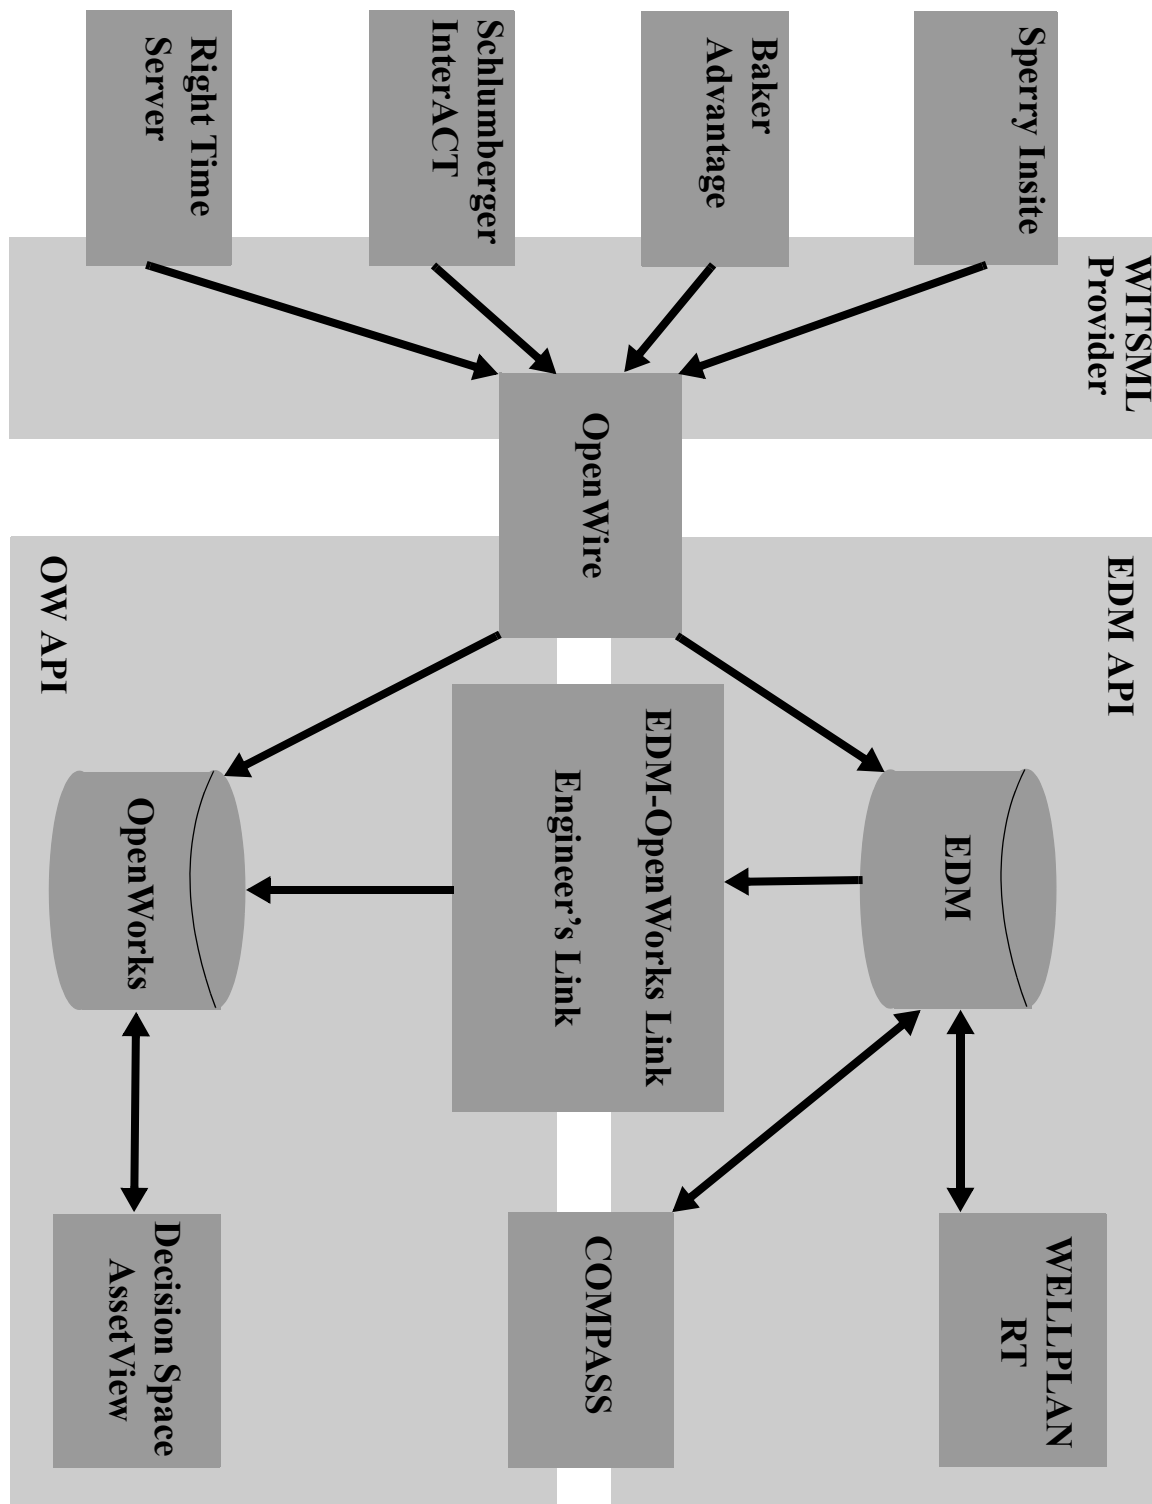 WITSML
Provider
Sperry Insite
Baker
Advantage
Schlumberger
InterACT
Right Time
Server
OpenWire
EDM API
EDM
WELLPLAN
RT
EDM-OpenWorks Link
Engineer’s Link
COMPASS
OW API
OpenWorks
Decision Space
AssetView